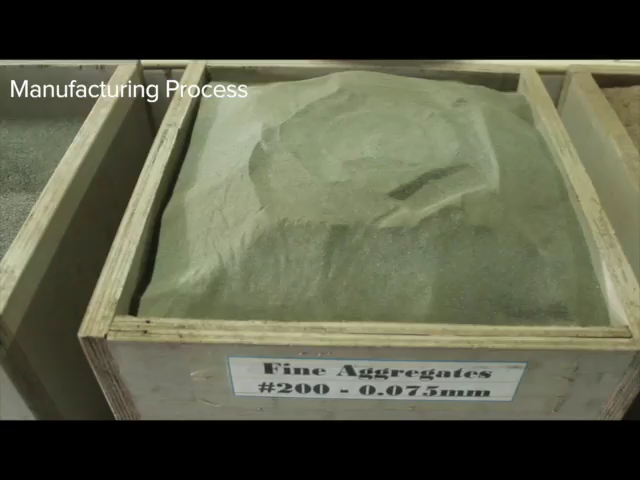 Manufacturing Process
Fine Aggregates
#200 - 0.075mm